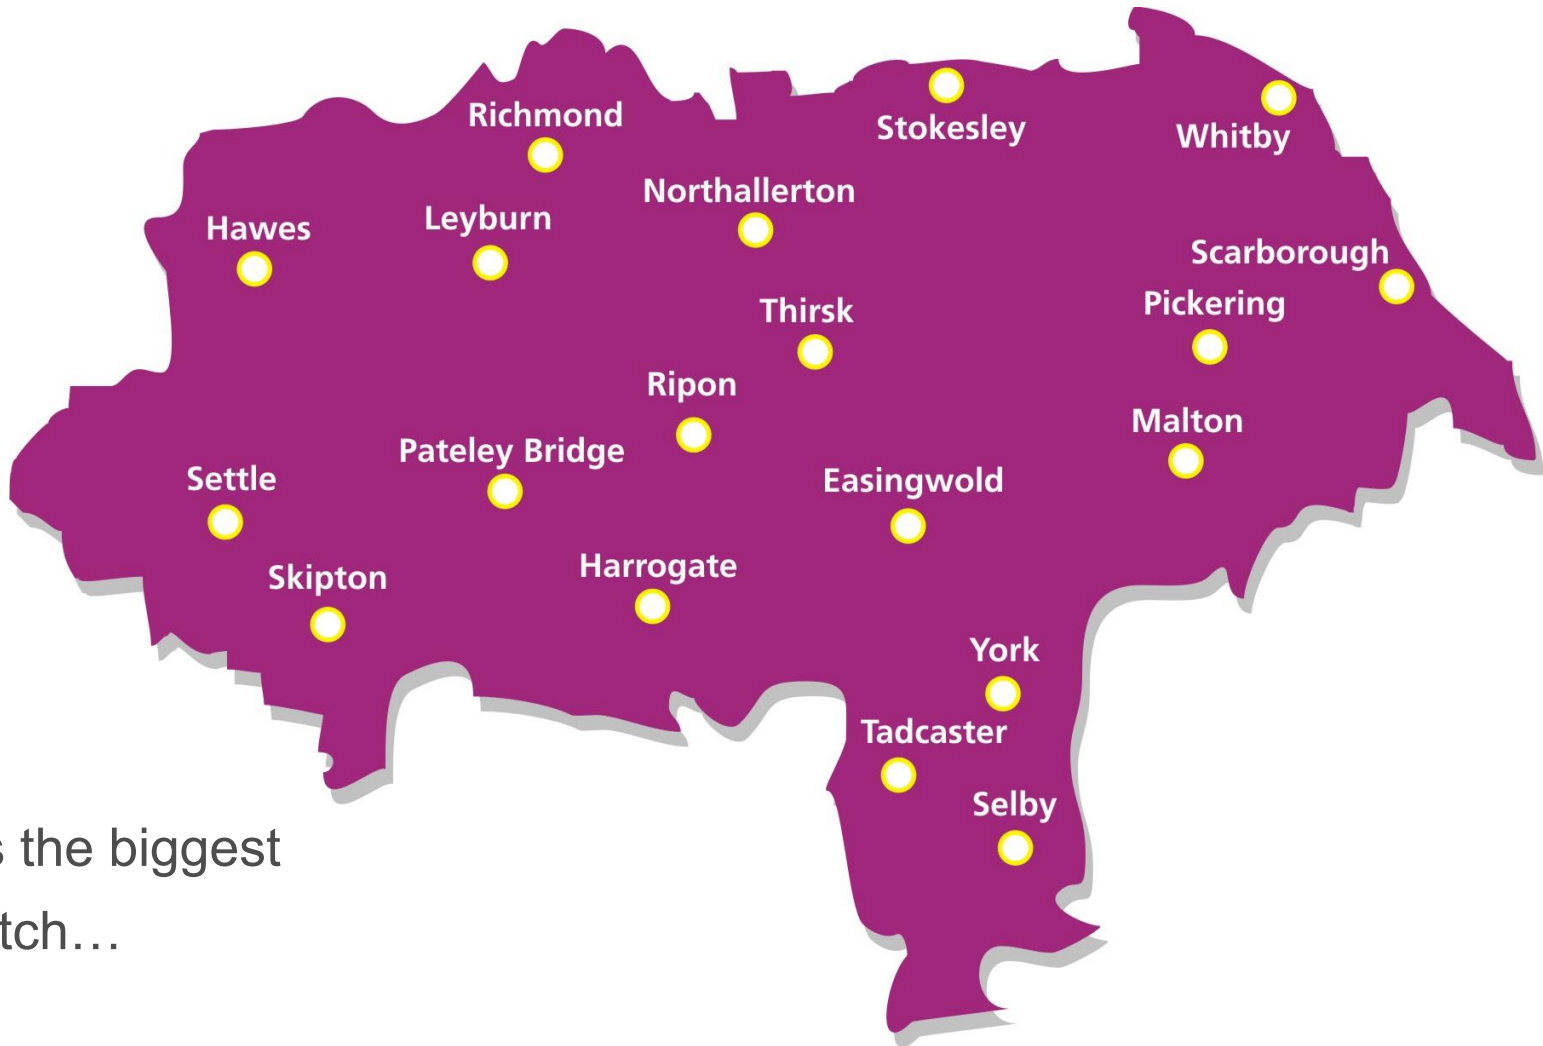 Richmond
Stokesley
Whitby
Northallerton
Hawes
Leyburn
Scarborough
Pickering
Thirsk
Ripon
Malton
Pateley Bridge
Settle
Easingwold
Harrogate
Skipton
York
Tadcaster
Selby
the biggest